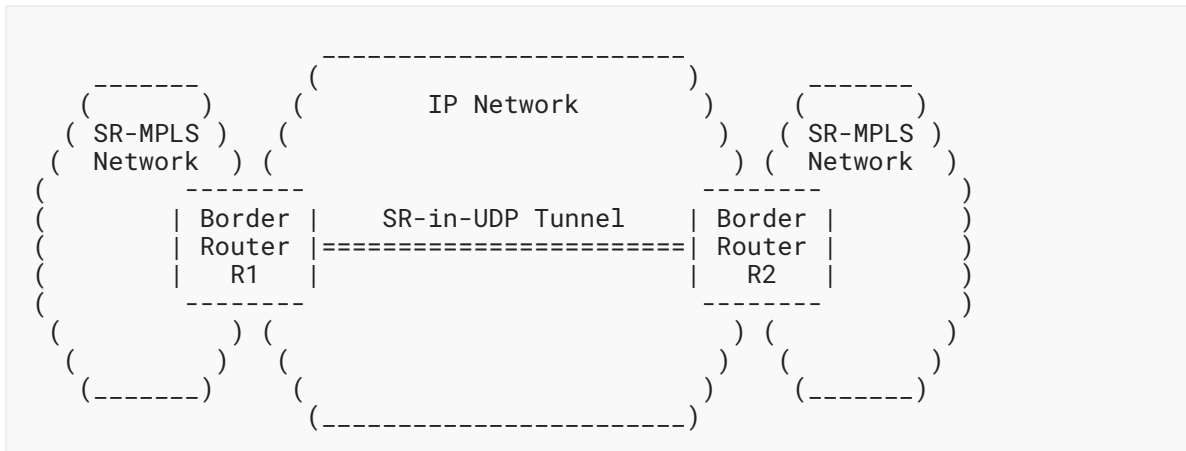 IP Network
SR-MPLS SR-MPLS
Network Network
Border SR-in-UDP Tunnel Border
Router Router
R1 R2